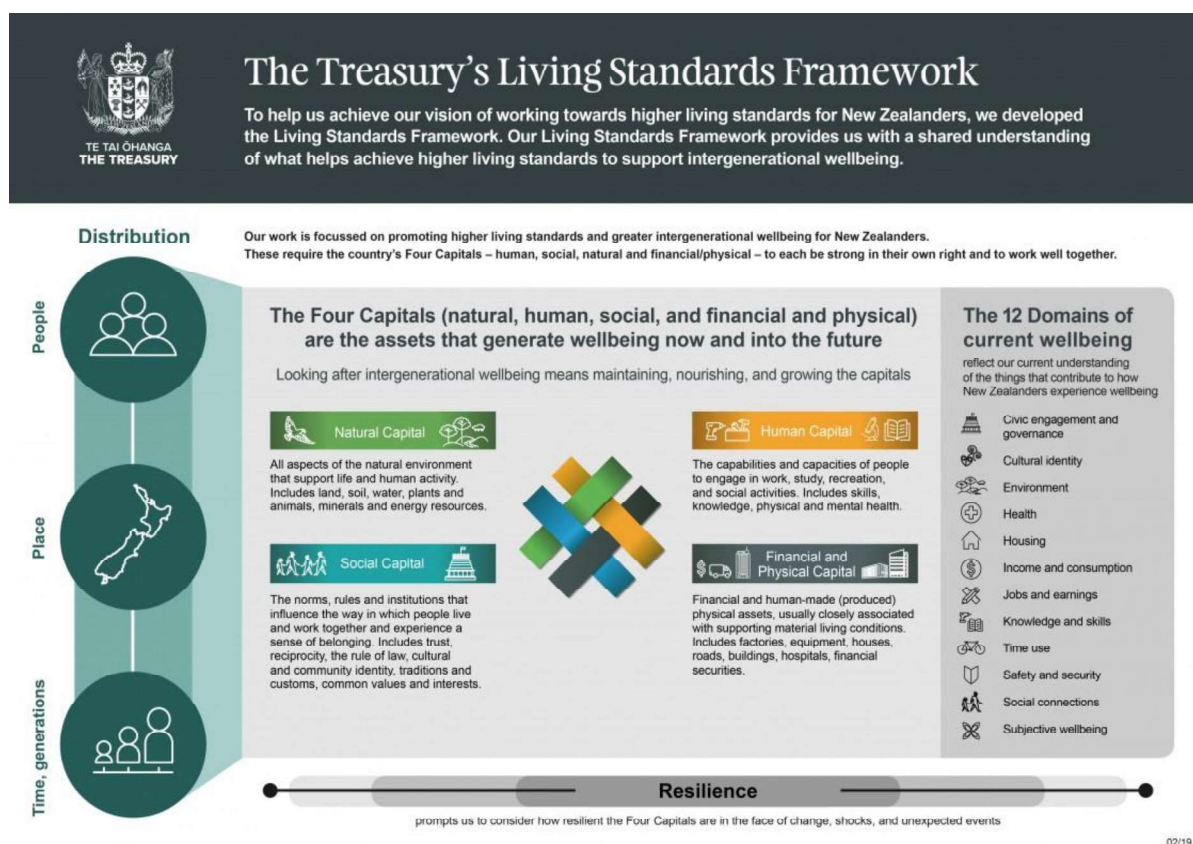 TE TAI ŌHANGA
THE TREASURY
The Treasury's Living Standards Framework
To help us achieve our vision of working towards higher living standards for New Zealanders, we developed
the Living Standards Framework. Our Living Standards Framework provides us with a shared understanding
of what helps achieve higher living standards to support intergenerational wellbeing.
Distribution
People
Place
Time, generations
Our work is focussed on promoting higher living standards and greater intergenerational wellbeing for New Zealanders.
These require the country's Four Capitals – human, social, natural and financial/physical – to each be strong in their own right and to work well together.
The Four Capitals (natural, human, social, and financial and physical)
are the assets that generate wellbeing now and into the future
Looking after intergenerational wellbeing means maintaining, nourishing, and growing the capitals
Natural Capital
All aspects of the natural environment
that support life and human activity.
Includes land, soil, water, plants and
animals, minerals and energy resources.
Human Capital
The capabilities and capacities of people
to engage in work, study, recreation,
and social activities. Includes skills,
knowledge, physical and mental health.
Social Capital
The norms, rules and institutions that
influence the way in which people live
and work together and experience a
sense of belonging. Includes trust,
reciprocity, the rule of law, cultural
and community identity, traditions and
customs, common values and interests.
$
Financial and
Physical Capital
Financial and human-made (produced)
physical assets, usually closely associated
with supporting material living conditions.
Includes factories, equipment, houses,
roads, buildings, hospitals, financial
securities.
The 12 Domains of
current wellbeing
reflect our current understanding
of the things that contribute to how
New Zealanders experience wellbeing
Civic engagement and
governance
Cultural identity
Environment
Health
Housing
$ Income and consumption
Jobs and earnings
Knowledge and skills
Time use
Safety and security
Social connections
Subjective wellbeing
Resilience
prompts us to consider how resilient the Four Capitals are in the face of change, shocks, and unexpected events
02/19